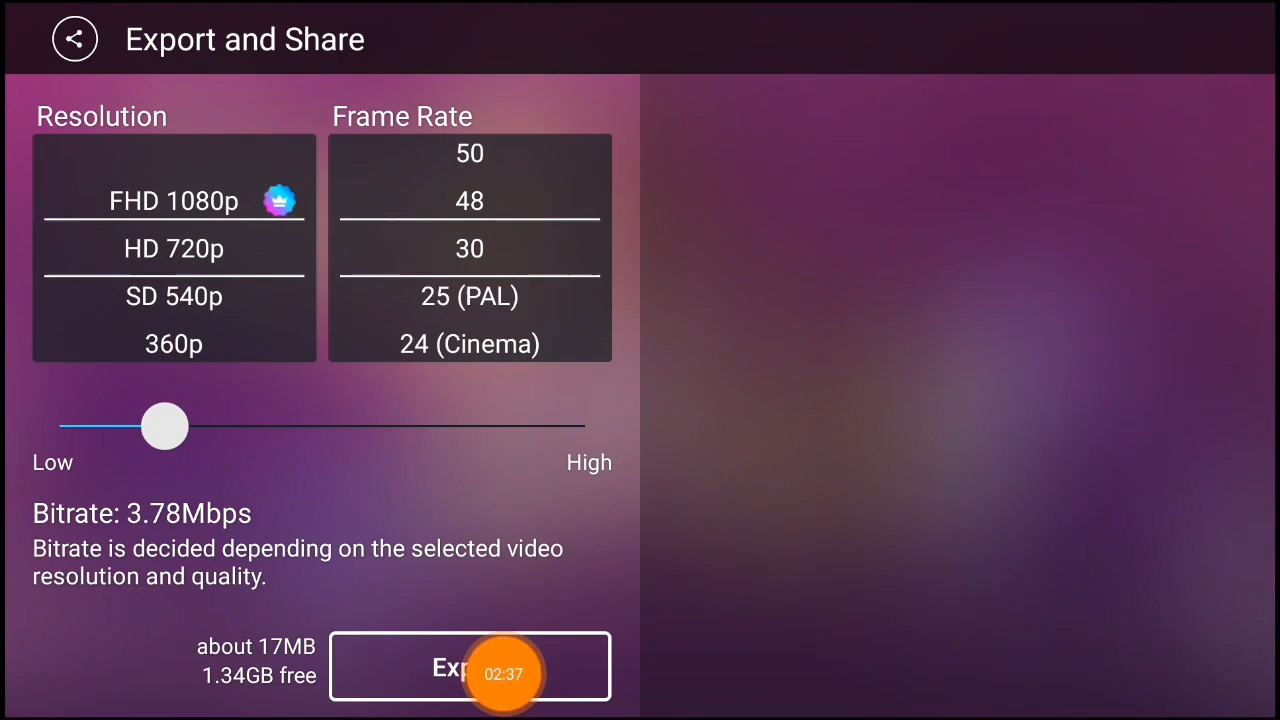 Export and Share
Resolution
Frame Rate
FHD 1080p
HD 720p
SD 540p
360p
50
48
30
25 (PAL)
24 (Cinema)
Low
High
Bitrate: 3.78Mbps
Bitrate is decided depending on the selected video
resolution and quality.
about 17MB
1.34GB free
Exp
02:37